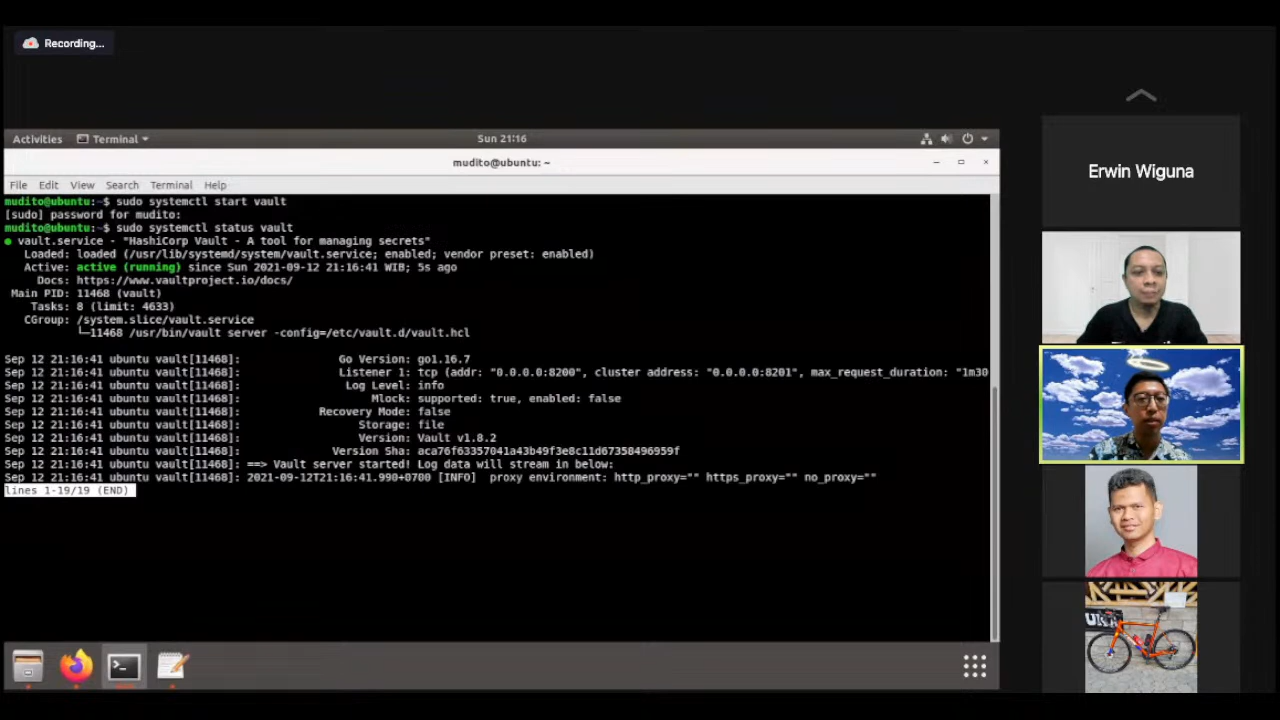 Recording...
Erwin Wiguna
Activities Terminal Sun 21:16
mudito@ubuntu: ~
File Edit View Search Terminal Help
mudito@ubuntu:~$ sudo systemctl start vault
[sudo] password for mudito:
mudito@ubuntu:~$ sudo systemctl status vault
● vault.service - "HashiCorp Vault - A tool for managing secrets"
Loaded: loaded (/usr/lib/systemd/system/vault.service; enabled; vendor preset: enabled)
Active: active (running) since Sun 2021-09-12 21:16:41 WIB; 5s ago
Docs: https://www.vaultproject.io/docs/
Main PID: 11468 (vault)
Tasks: 8 (limit: 4633)
CGroup: /system.slice/vault.service
└─11468 /usr/bin/vault server -config=/etc/vault.d/vault.hcl
Sep 12 21:16:41 ubuntu vault[11468]: Go Version: go1.16.7
Sep 12 21:16:41 ubuntu vault[11468]: Listener 1: tcp (addr: "0.0.0.0:8200", cluster address: "0.0.0.0:8201", max_request_duration: "1m30
Sep 12 21:16:41 ubuntu vault[11468]: Log Level: info
Sep 12 21:16:41 ubuntu vault[11468]: Mlock: supported: true, enabled: false
Sep 12 21:16:41 ubuntu vault[11468]: Recovery Mode: false
Sep 12 21:16:41 ubuntu vault[11468]: Storage: file
Sep 12 21:16:41 ubuntu vault[11468]: Version: Vault v1.8.2
Sep 12 21:16:41 ubuntu vault[11468]: Version Sha: aca76f63357041a43b49f3e8c11d67358496959f
Sep 12 21:16:41 ubuntu vault[11468]: ==> Vault server started! Log data will stream in below:
Sep 12 21:16:41 ubuntu vault[11468]: 2021-09-12T21:16:41.990+0700 [INFO]  proxy environment: http_proxy="" https_proxy="" no_proxy=""
lines 1-19/19 (END)